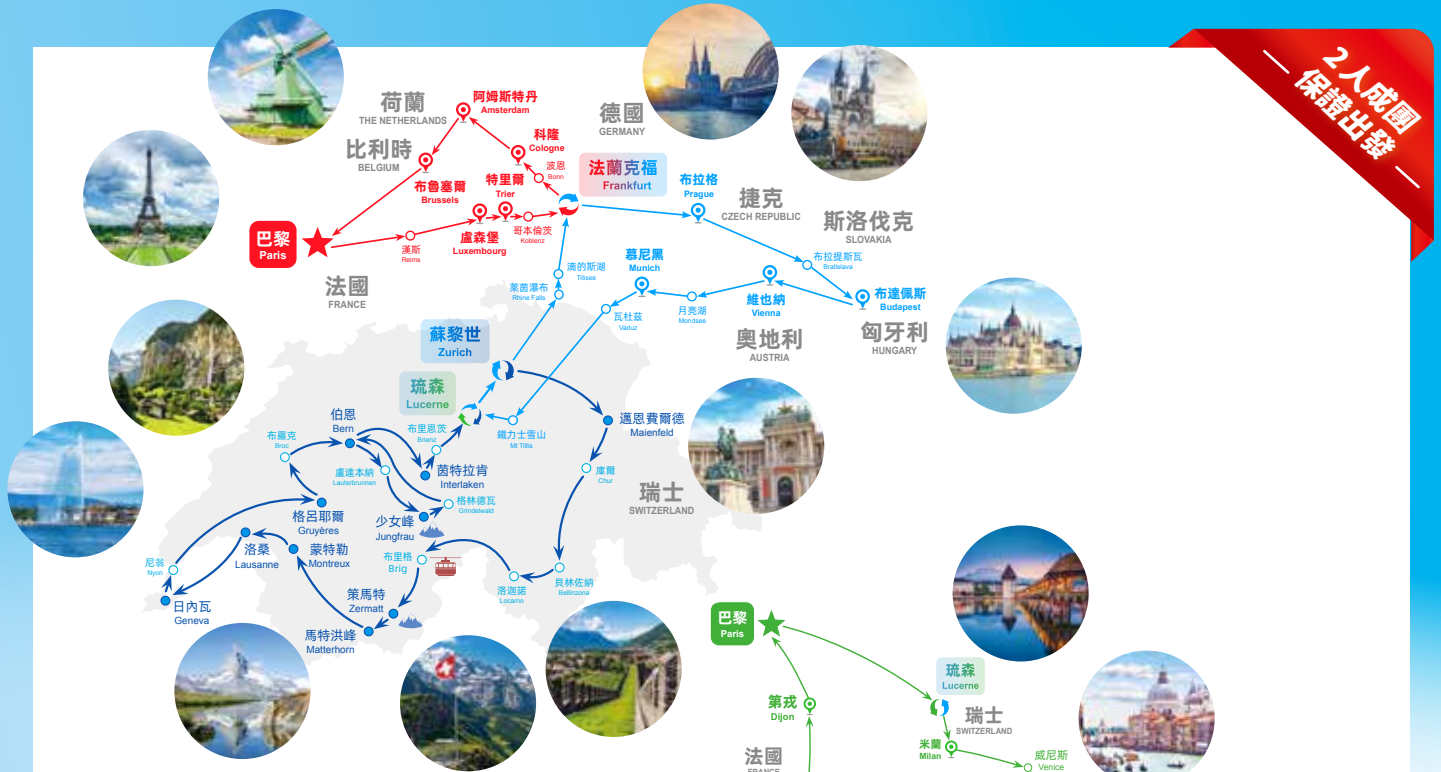 2人成團
保證出發
荷蘭
THE NETHERLANDS
阿姆斯特丹
Amsterdam
德國
GERMANY
比利時
BELGIUM
科隆
Cologne
波恩
Bonn
法蘭克福
Frankfurt
布魯塞爾
Brussels
特里爾
Trier
布拉格
Prague
捷克
CZECH REPUBLIC
斯洛伐克
SLOVAKIA
巴黎
Paris
漢斯
Reims
盧森堡
Luxembourg
哥本倫茨
Koblenz
法國
FRANCE
滴的斯湖
Titisee
萊茵瀑布
Rhine Falls
慕尼黑
Munich
布拉提斯瓦
Bratislava
瓦杜茲
Vaduz
月亮湖
Mondsee
維也納
Vienna
布達佩斯
Budapest
奧地利
AUSTRIA
匈牙利
HUNGARY
蘇黎世
Zurich
琉森
Lucerne
伯恩
Bern
布里恩茨
Brienz
鐵力士雪山
Mt Titlis
邁恩費爾德
Maienfeld
布羅克
Broc
盧達本納
Lauterbrunnen
茵特拉肯
Interlaken
庫爾
Chur
瑞士
SWITZERLAND
格呂耶爾
Gruyères
少女峰
Jungfrau
格林德瓦
Grindelwald
洛桑
Lausanne
蒙特勒
Montreux
布里格
Brig
尼翁
Nyon
日內瓦
Geneva
策馬特
Zermatt
洛迦諾
Locarno
貝林佐納
Bellinzona
馬特洪峰
Matterhorn
巴黎
Paris
琉森
Lucerne
第戎
Dijon
瑞士
SWITZERLAND
米蘭
Milan
威尼斯
Venice
法國
FRANCE